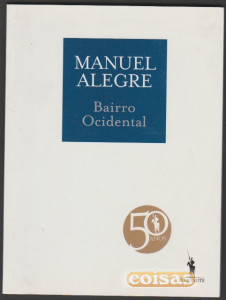 MANUEL
ALEGRE
Bairro
Ocidental
50
ANOS
coisas